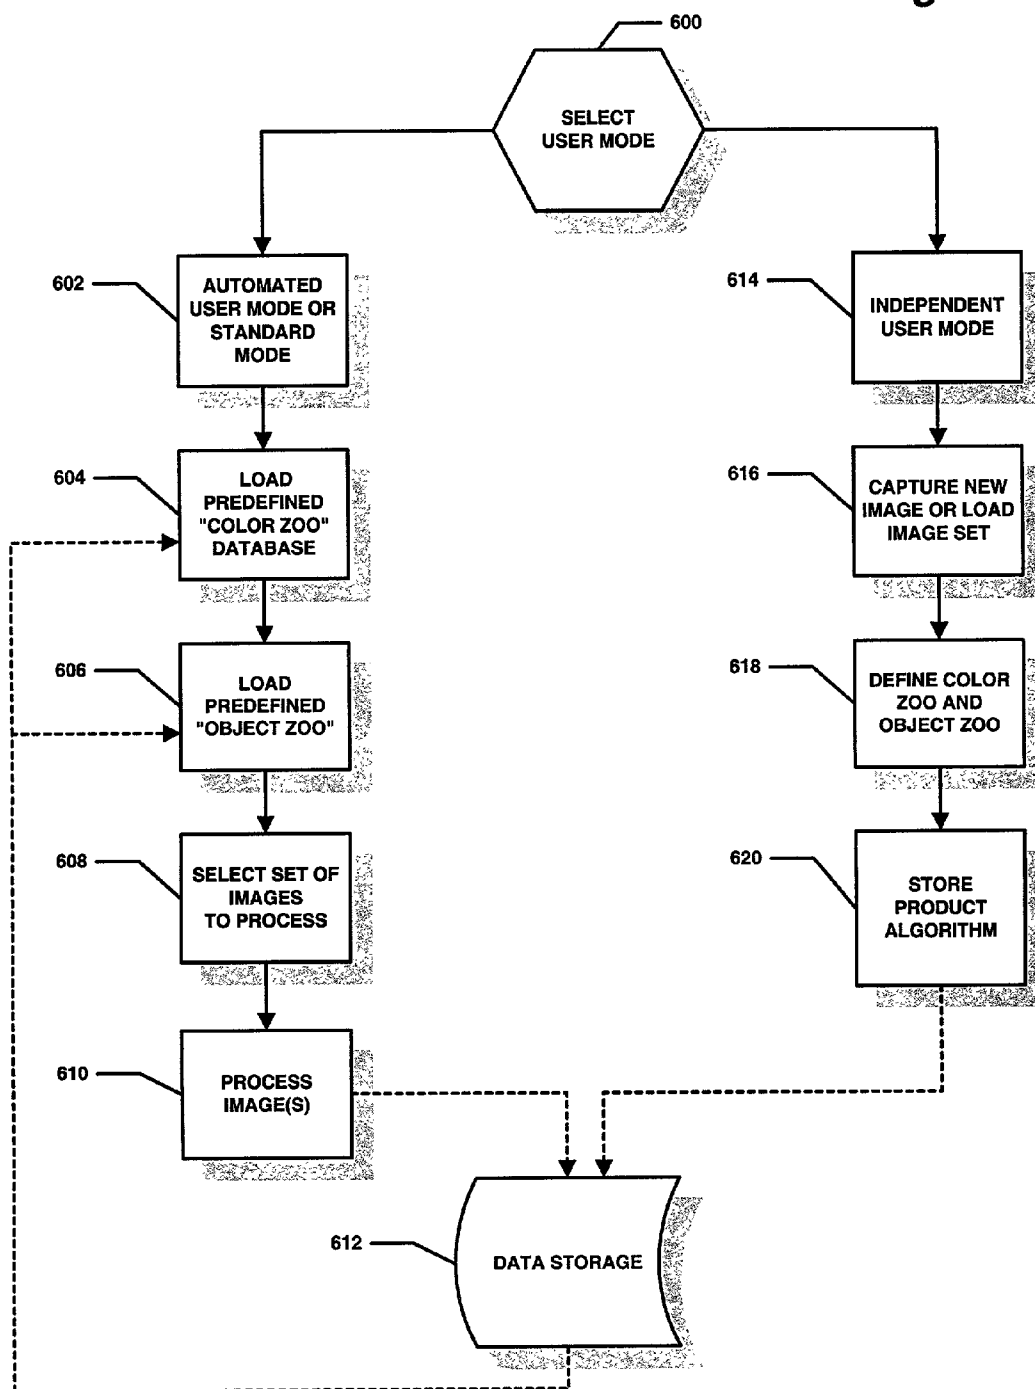 600
SELECT
USER MODE
602
AUTOMATED
USER MODE OR
STANDARD
MODE
614
INDEPENDENT
USER MODE
604
LOAD
PREDEFINED
"COLOR ZOO"
DATABASE
616
CAPTURE NEW
IMAGE OR LOAD
IMAGE SET
606
LOAD
PREDEFINED
"OBJECT ZOO"
618
DEFINE COLOR
ZOO AND
OBJECT ZOO
608
SELECT SET OF
IMAGES
TO PROCESS
620
STORE
PRODUCT
ALGORITHM
610
PROCESS
IMAGE(S)
612
DATA STORAGE